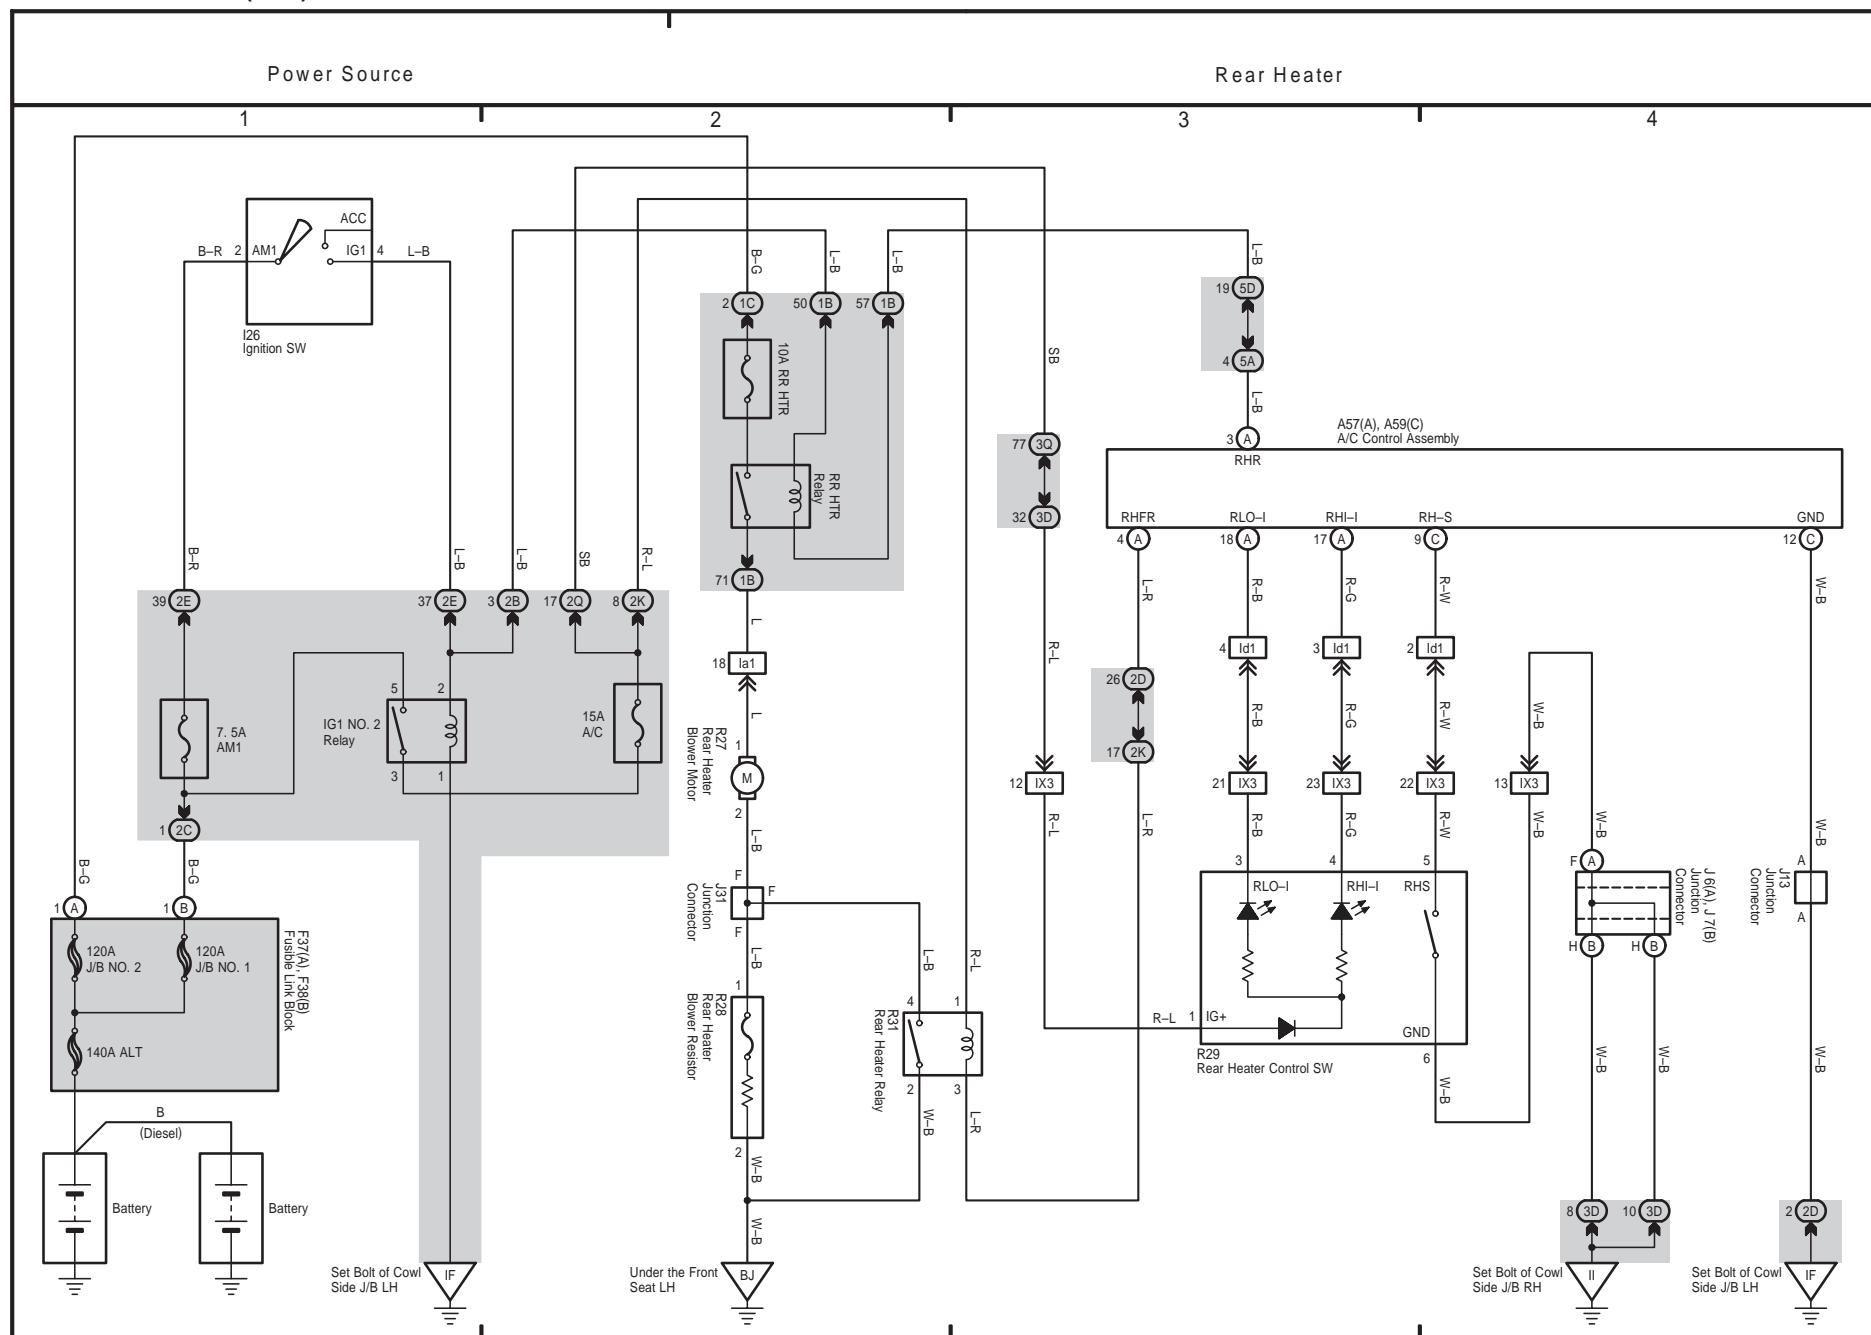 Power Source
Rear Heater
1
2
3
4
ACC
B–R
2
AM1
IG1
4
L–B
I26
Ignition SW
B–G
L–B
L–B
L–B
2
1C
50
1B
57
1B
19
5D
4
5A
L–B
10A RR HTR
RR HTR
Relay
SB
77
3Q
32
3D
A57(A), A59(C)
A/C Control Assembly
3
A
RHR
RHFR
RLO–I
RHI–I
RH–S
GND
4
A
18
A
17
A
9
C
12
C
B–R
L–B
L–B
SB
R–L
39
2E
37
2E
3
2B
17
2Q
8
2K
71
1B
L
18
Ia1
L
L–R
R–B
R–G
R–W
W–B
4
Id1
3
Id1
2
Id1
R–L
26
2D
17
2K
R–B
R–G
R–W
W–B
7. 5A
AM1
IG1 NO. 2
Relay
5
2
3
1
15A
A/C
R27
Rear Heater
Blower Motor
1
M
2
12
IX3
21
IX3
23
IX3
22
IX3
13
IX3
1
2C
B–G
B–G
L–B
R–L
L–R
R–B
R–G
R–W
W–B
W–B
W–B
1
A
1
B
120A
J/B NO. 2
120A
J/B NO. 1
140A ALT
F37(A), F38(B)
Fusible Link Block
J31
Junction
Connector
F
F
F
L–B
L–B
R–L
3
4
5
RLO–I
RHI–I
RHS
F
A
J 6(A), J 7(B)
Junction
Connector
H
B
H
B
J13
Junction
Connector
A
A
R28
Rear Heater
Blower Resistor
1
2
R31
Rear Heater Relay
4
1
2
3
R–L
1
IG+
GND
6
R29
Rear Heater Control SW
W–B
W–B
W–B
W–B
B
(Diesel)
Battery
Battery
W–B
W–B
L–R
W–B
8
3D
10
3D
2
2D
Set Bolt of Cowl
Side J/B LH
IF
Under the Front
Seat LH
BJ
Set Bolt of Cowl
Side J/B RH
II
Set Bolt of Cowl
Side J/B LH
IF